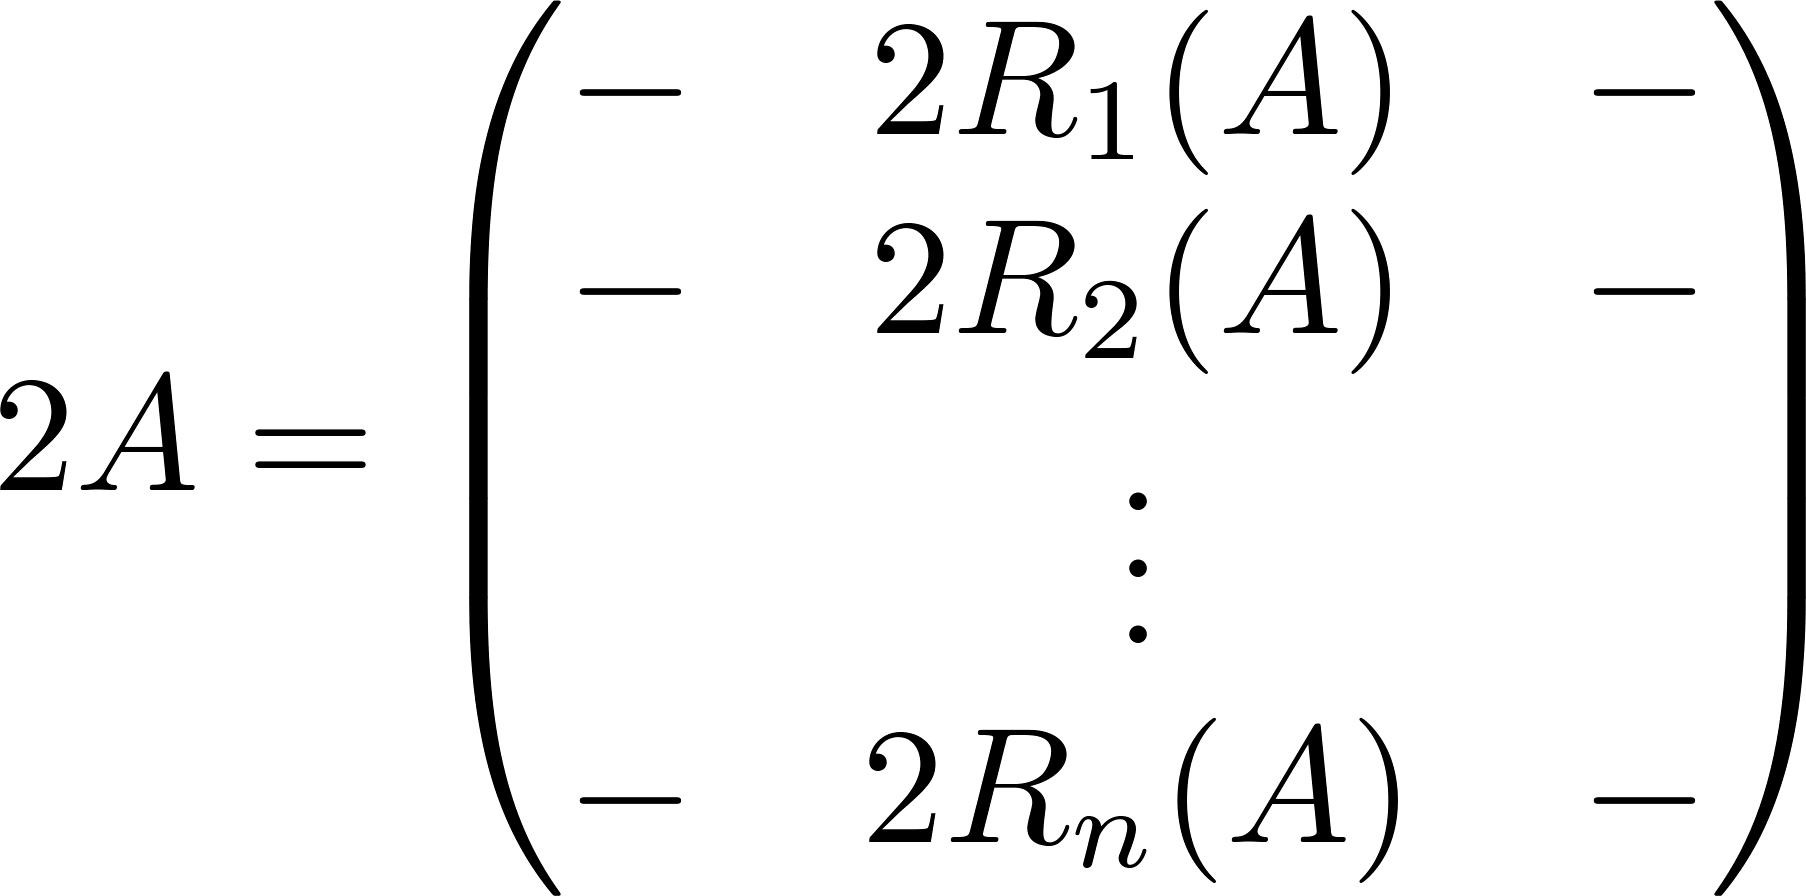 2A = ( − 2R₁(A) −
− 2R₂(A) −
⋮
− 2Rₙ(A) − )